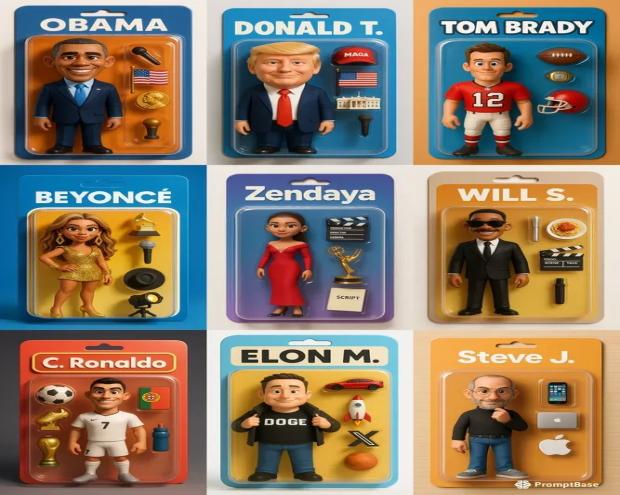 OBAMA
DONALD T.
MAGA
TOM BRADY
12
BEYONCÉ
Zendaya
SCRIPT
WILL S.
C. Ronaldo
7
ELON M.
DOGE
X
Steve J.
PromptBase